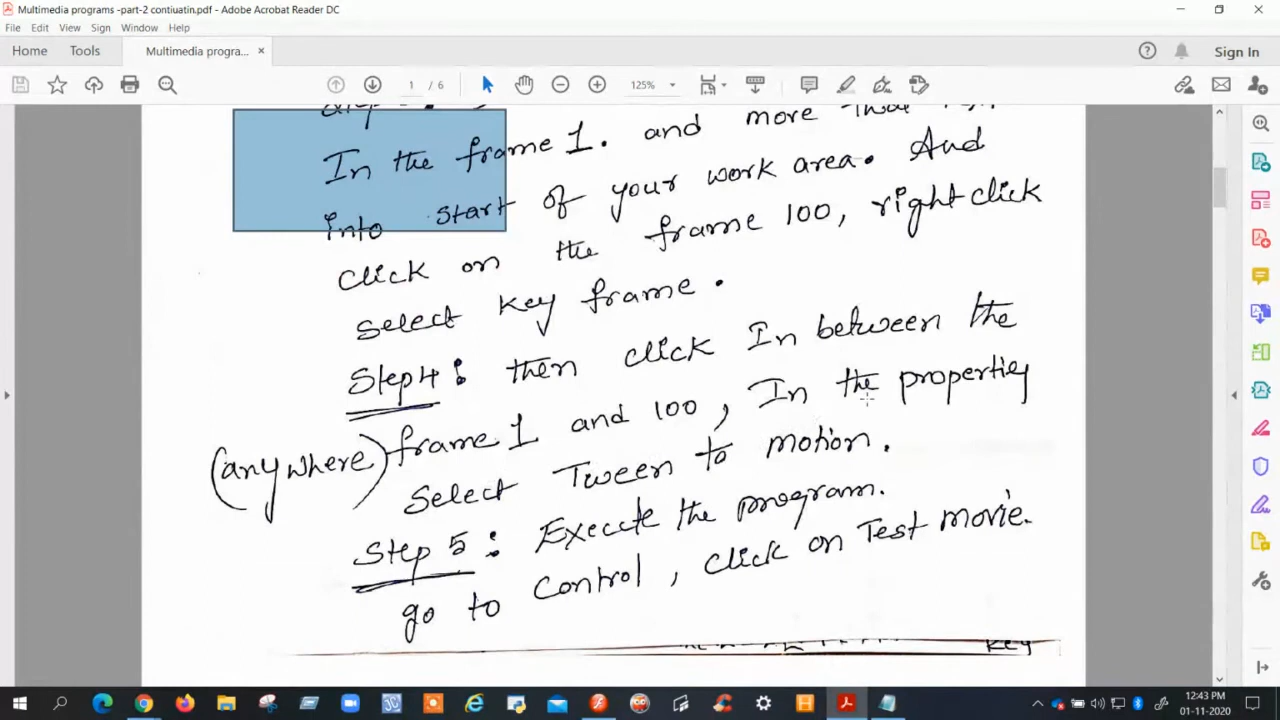 Multimedia programs -part-2 contiuatin.pdf - Adobe Acrobat Reader DC
File Edit View Sign Window Help
Home Tools Multimedia progra... × Sign In
1 / 6 125%
In the frame 1. and more that
into start of your work area. And
click on the frame 100, right click
select key frame.
Step 4: then click In between the
(anywhere) frame 1 and 100, In the properties
select Tween to motion.
Step 5: Execute the program.
go to Control, click on Test movie.
key
12:43 PM
01-11-2020